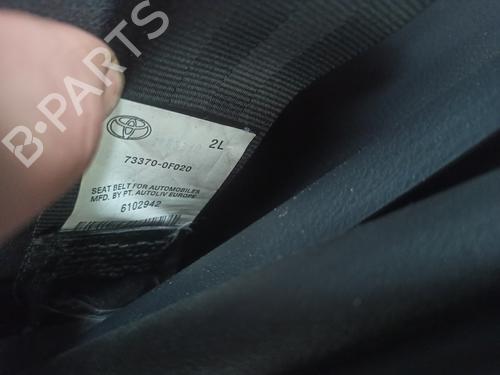 B-PARTS
2L
73370-0F020
SEAT BELT FOR AUTOMOBILES
MFD. BY PT. AUTOLIV EUROPE
6102942